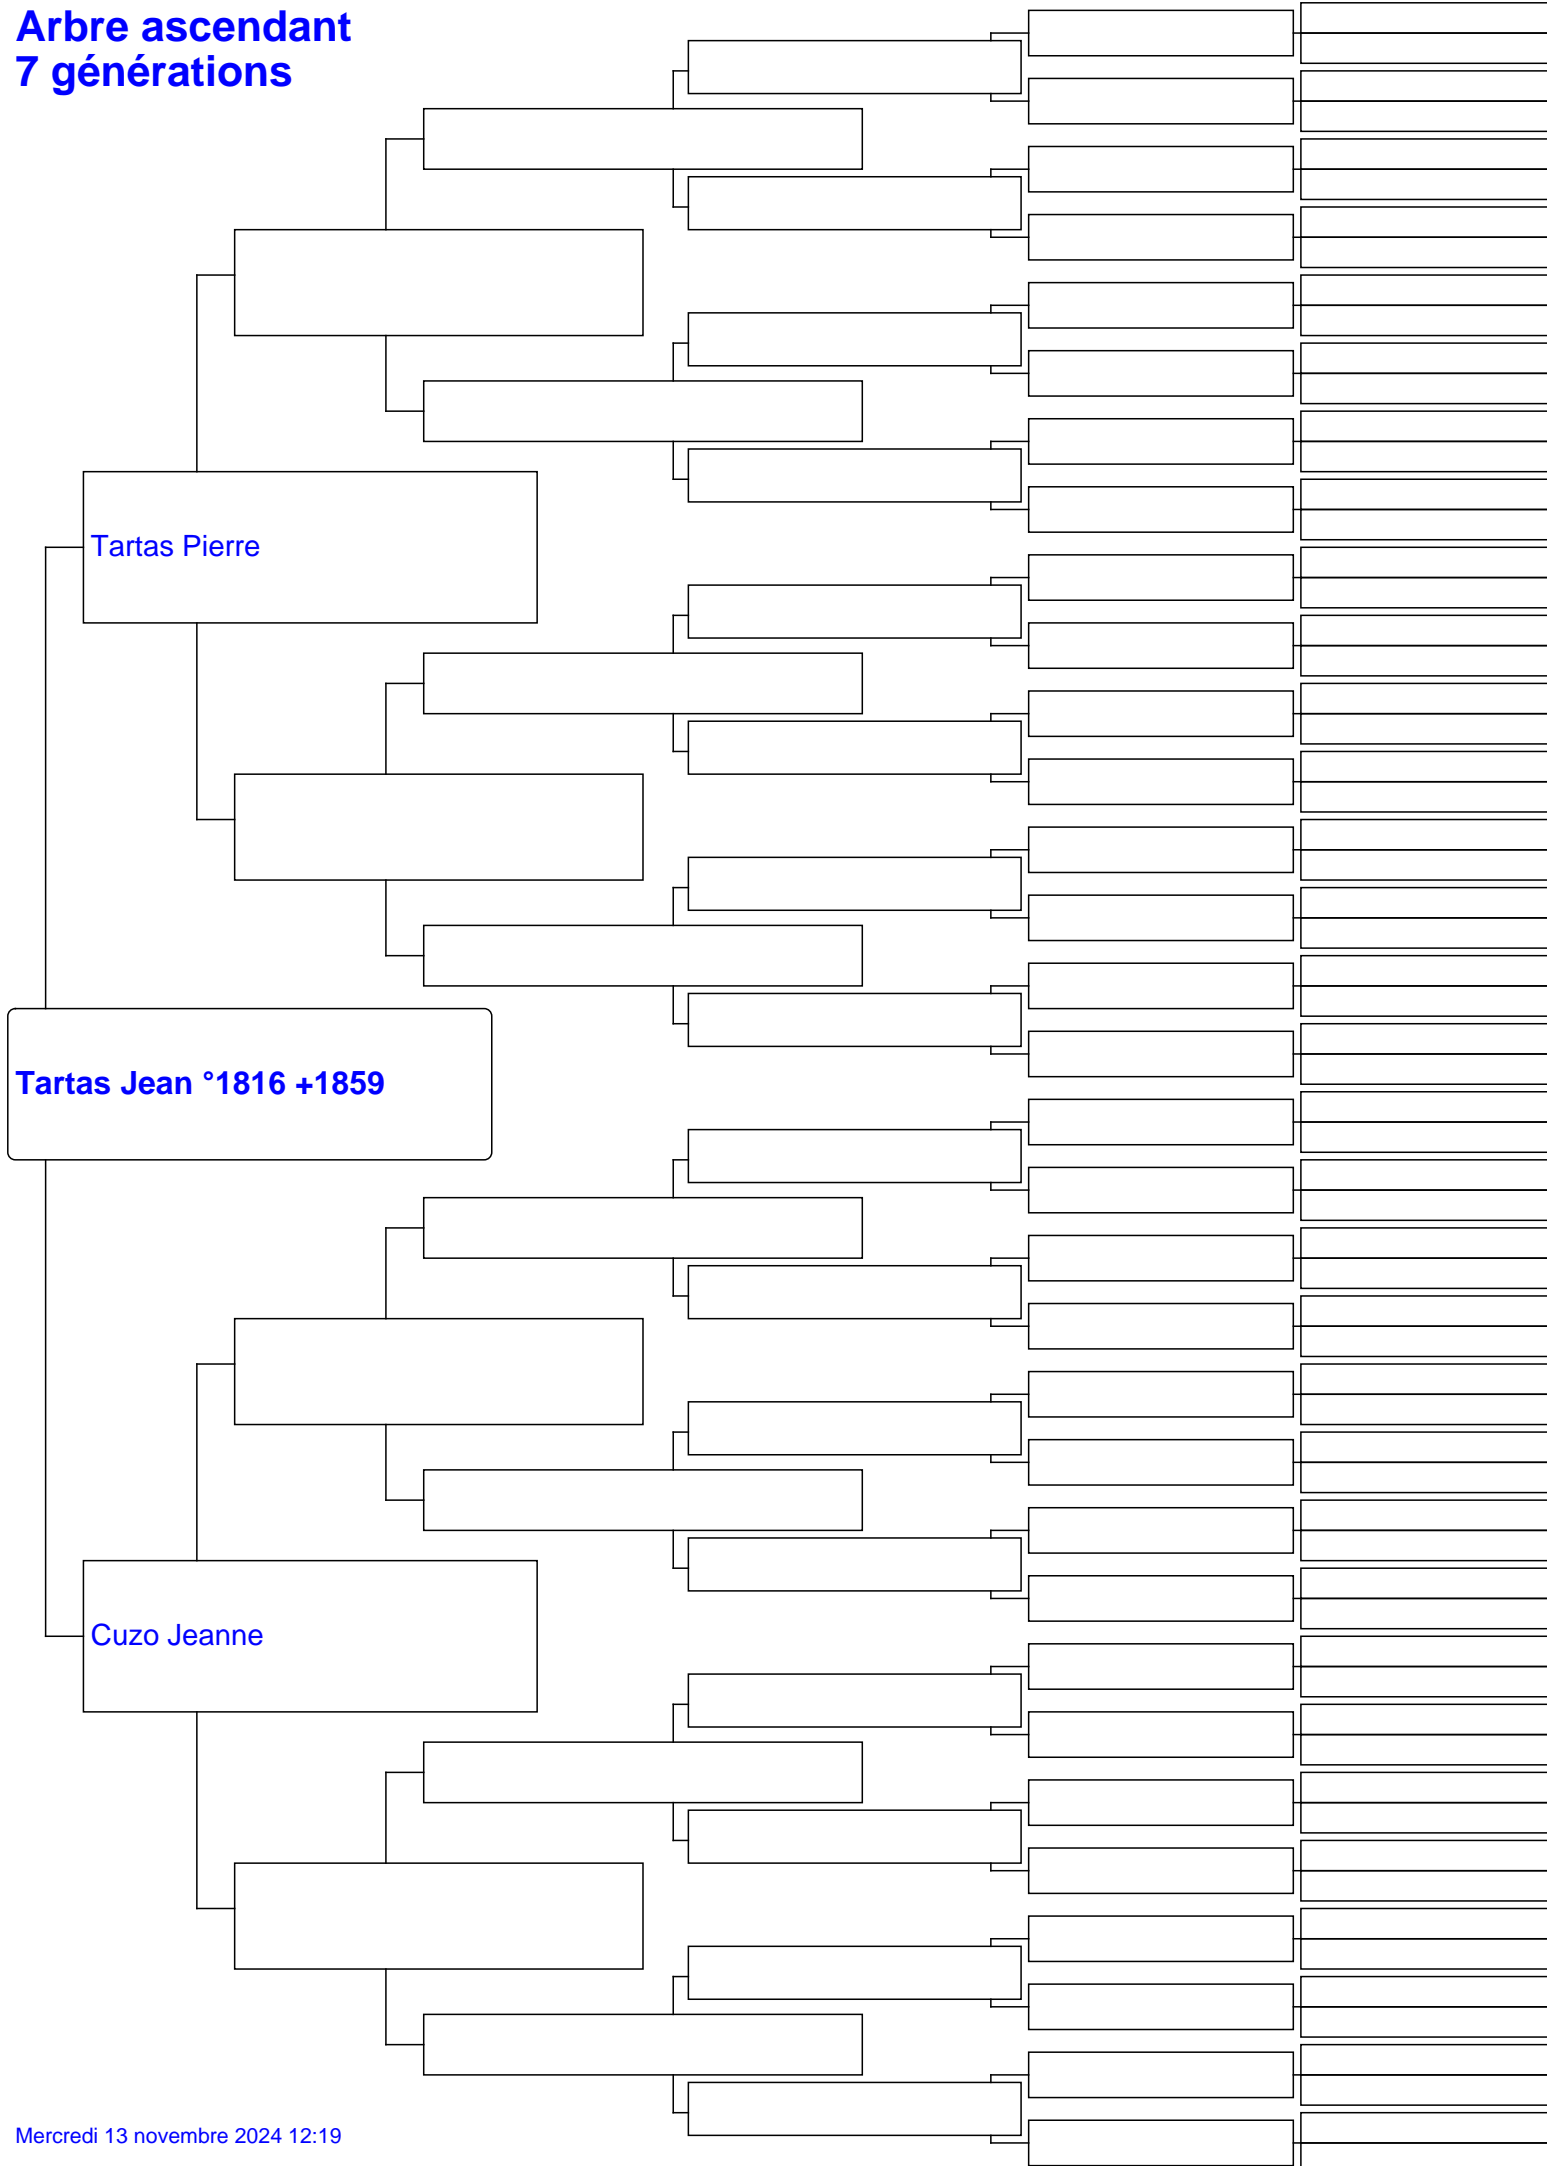 Arbre ascendant
7 générations
Tartas Pierre
Tartas Jean °1816 +1859
Cuzo Jeanne
Mercredi 13 novembre 2024 12:19